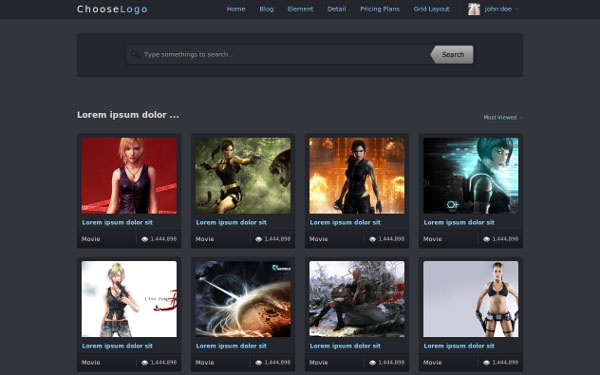 ChooseLogo
Home Blog Element Detail Pricing Plans Grid Layout john doe
Type somethings to search ..
Search
Lorem ipsum dolor ...
Most Viewed
Lorem ipsum dolor sit
Movie 1,444,898
Lorem ipsum dolor sit
Movie 1,444,898
Lorem ipsum dolor sit
Movie 1,444,898
Lorem ipsum dolor sit
Movie 1,444,898
Lorem ipsum dolor sit
Movie 1,444,898
Lorem ipsum dolor sit
Movie 1,444,898
Lorem ipsum dolor sit
Movie 1,444,898
Lorem ipsum dolor sit
Movie 1,444,898